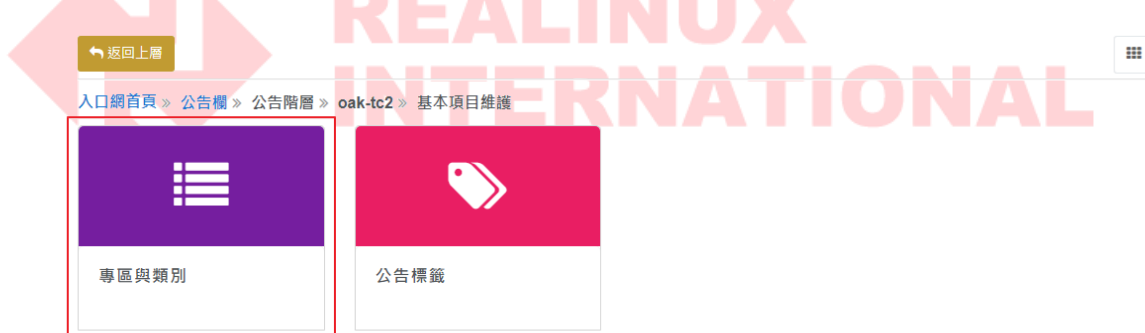 REALINUX
返回上層
INTERNATIONAL
入口網首頁 » 公告欄 » 公告階層 » oak-tc2 » 基本項目維護
專區與類別
公告標籤